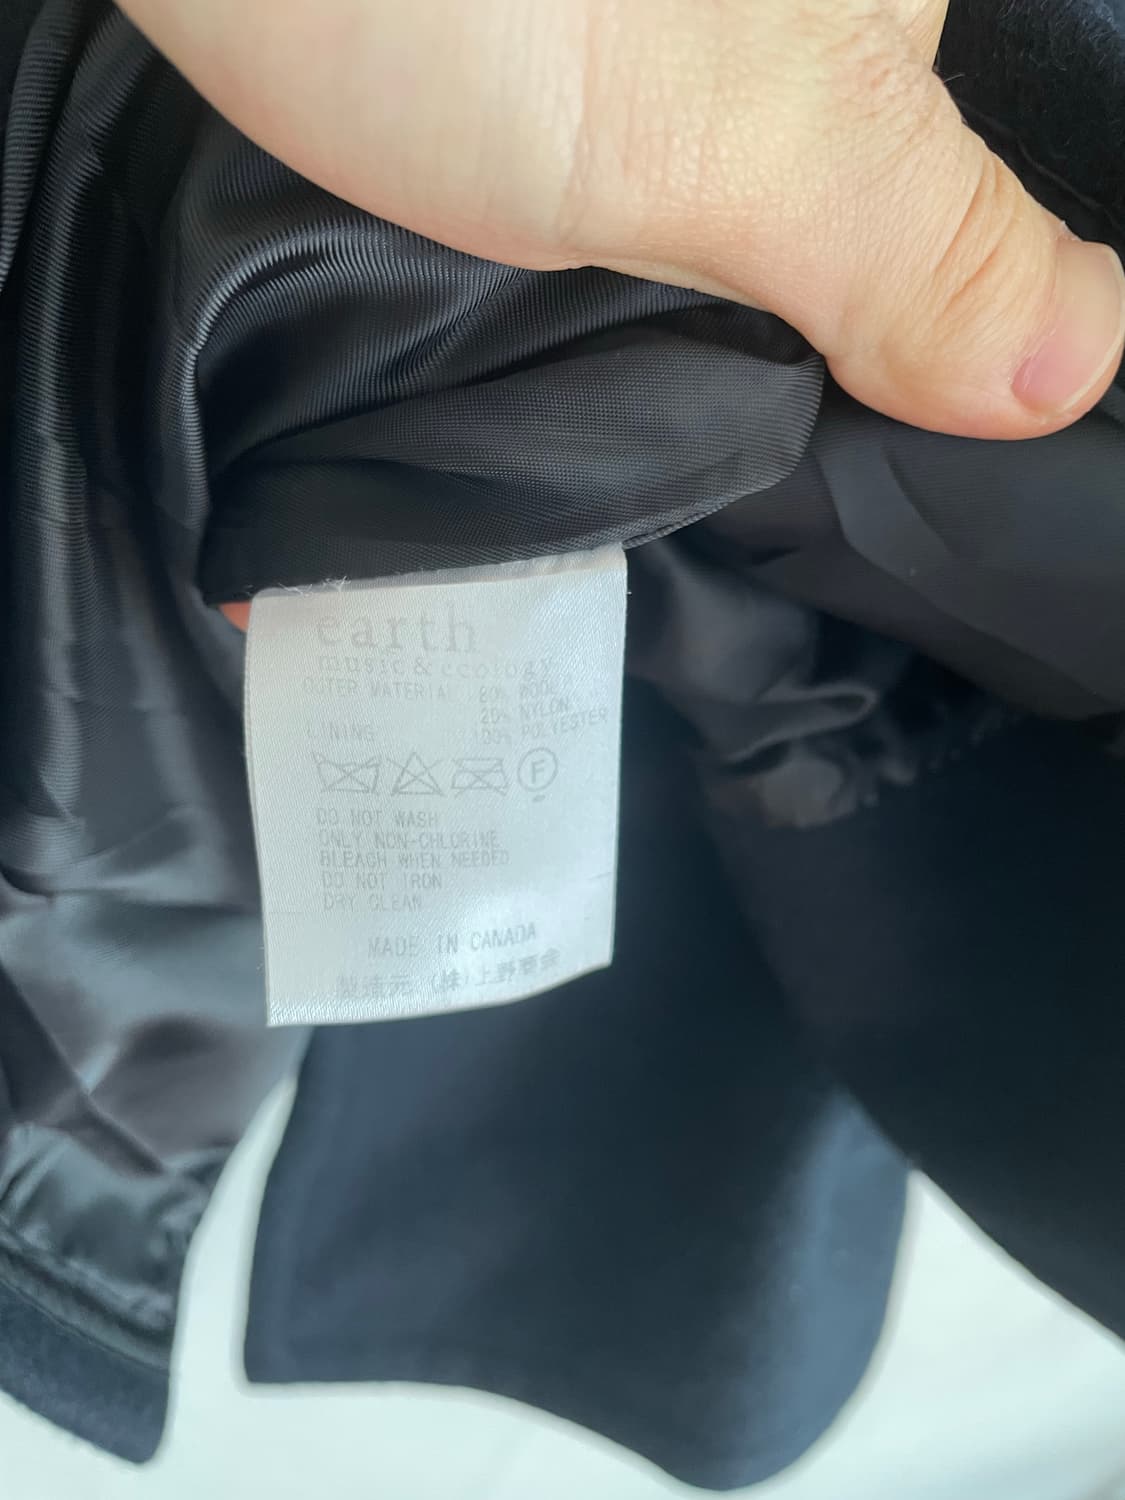 earth
music & ecology
OUTER MATERIAL 80% WOOL
20% NYLON
LINING 100% POLYESTER
F
DO NOT WASH
ONLY NON-CHLORINE
BLEACH WHEN NEEDED
DO NOT IRON
DRY CLEAN
MADE IN CANADA
製造元 (株)上野商会